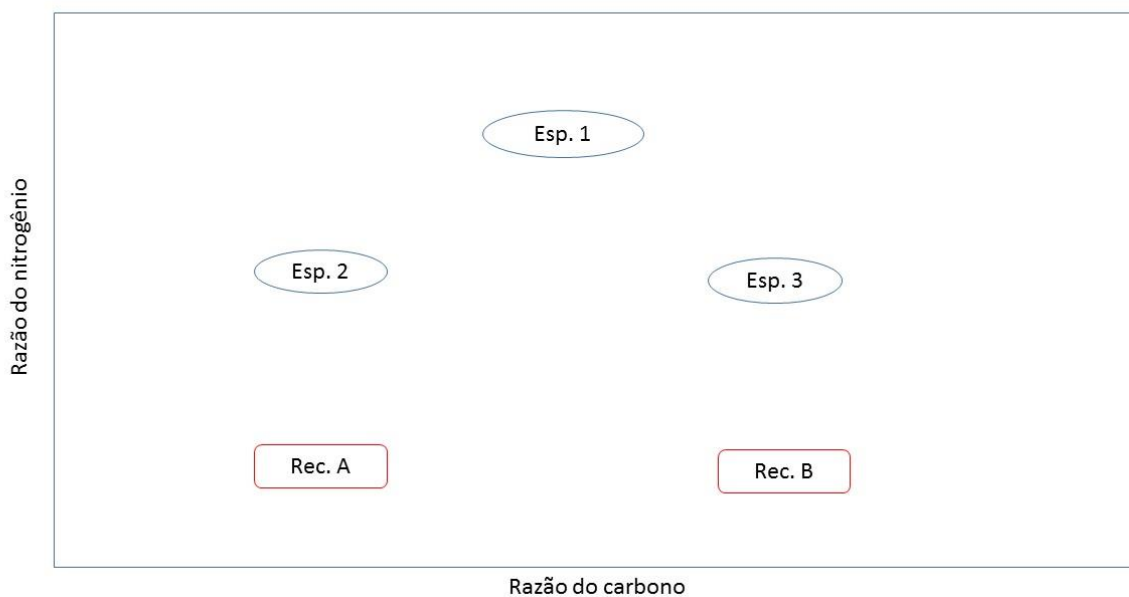 Esp. 1
Razão do nitrogênio
Esp. 2
Esp. 3
Rec. A
Rec. B
Razão do carbono